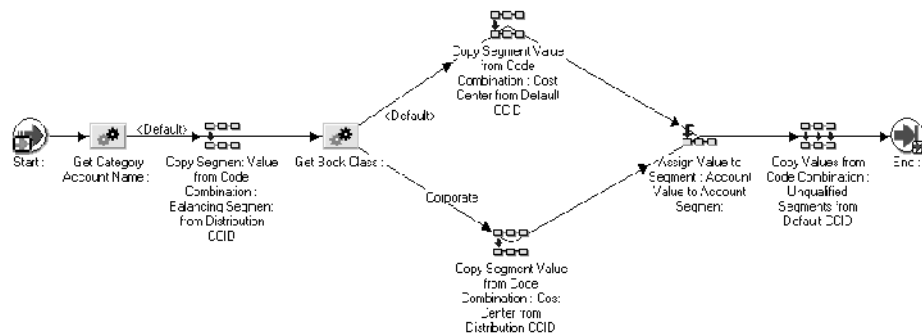 Copy Segment Value
from Code
Combination : Cost
Center from Default
CCID
<Default>
<Default>
Start :
Get Category
Account Name :
Copy Segment Value
from Code
Combination :
Balancing Segment
from Distribution
CCID
Get Book Class :
Assign Value to
Segment : Account
Value to Account
Segment
Copy Values from
Code Combination :
Unqualified
Segments from
Default CCID
End :
Corporate
Copy Segment Value
from Code
Combination : Cost
Center from
Distribution CCID